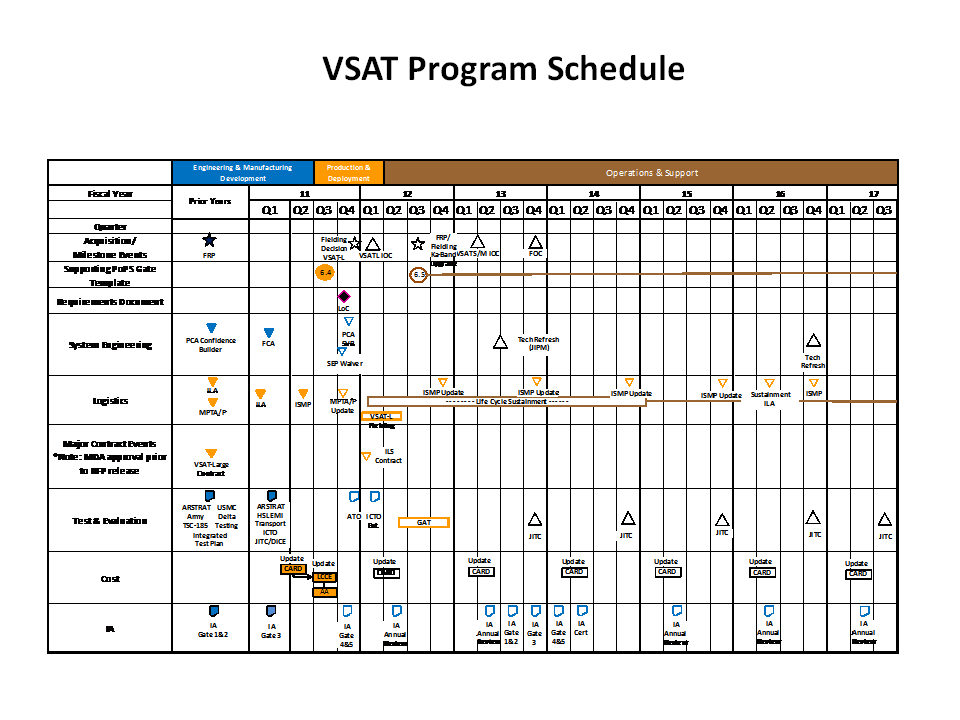 VSAT Program Schedule
Engineering & Manufacturing
Development
Production &
Deployment
Operations & Support
Fiscal Year
Prior Years
11
12
13
14
15
16
17
Q1 Q2 Q3 Q4 Q1 Q2 Q3 Q4 Q1 Q2 Q3 Q4 Q1 Q2 Q3 Q4 Q1 Q2 Q3 Q4 Q1 Q2 Q3 Q4 Q1 Q2 Q3
Quarter
Acquisition/
Milestone Events
FRP
Fielding
Decision
VSAT-L
VSATL IOC
FRP/
Fielding
Ka-Band
VSATS/M IOC
FOC
Supporting PoPS Gate
Template
6.4
6.5
Requirements Document
LoC
System Engineering
PCA Confidence
Builder
FCA
PCA
SVR
SEP Waiver
Tech Refresh
(JIPM)
Tech
Refresh
Logistics
ILA
MPTA/P
ILA
ISMP
MPTA/P
Update
ISMP Update
ISMP Update
ISMP Update
ISMP Update
Sustainment
ILA
ISMP
-------- Life Cycle Sustainment ------
VSAT-L
Fielding
Major Contract Events
*Note: MDA approval prior
to RFP release
VSAT-Large
Contract
ILS
Contract
Test & Evaluation
ARSTRAT USMC
Army Delta
TSC-185 Testing
Integrated
Test Plan
ARSTRAT
HSLEMI
Transport
ICTO
JITC/DICE
ATO
ICTO
Ext.
GAT
JITC
JITC
JITC
JITC
JITC
Cost
Update
CARD
Update
LCCE
AA
Update
CARD
Update
CARD
Update
CARD
Update
CARD
Update
CARD
Update
CARD
IA
IA
Gate 1&2
IA
Gate 3
IA
Gate
4&5
IA
Annual
Review
IA
Annual
Review
IA
Gate
1&2
IA
Gate
3
IA
Gate
4&5
IA
Cert
IA
Annual
Review
IA
Annual
Review
IA
Annual
Review